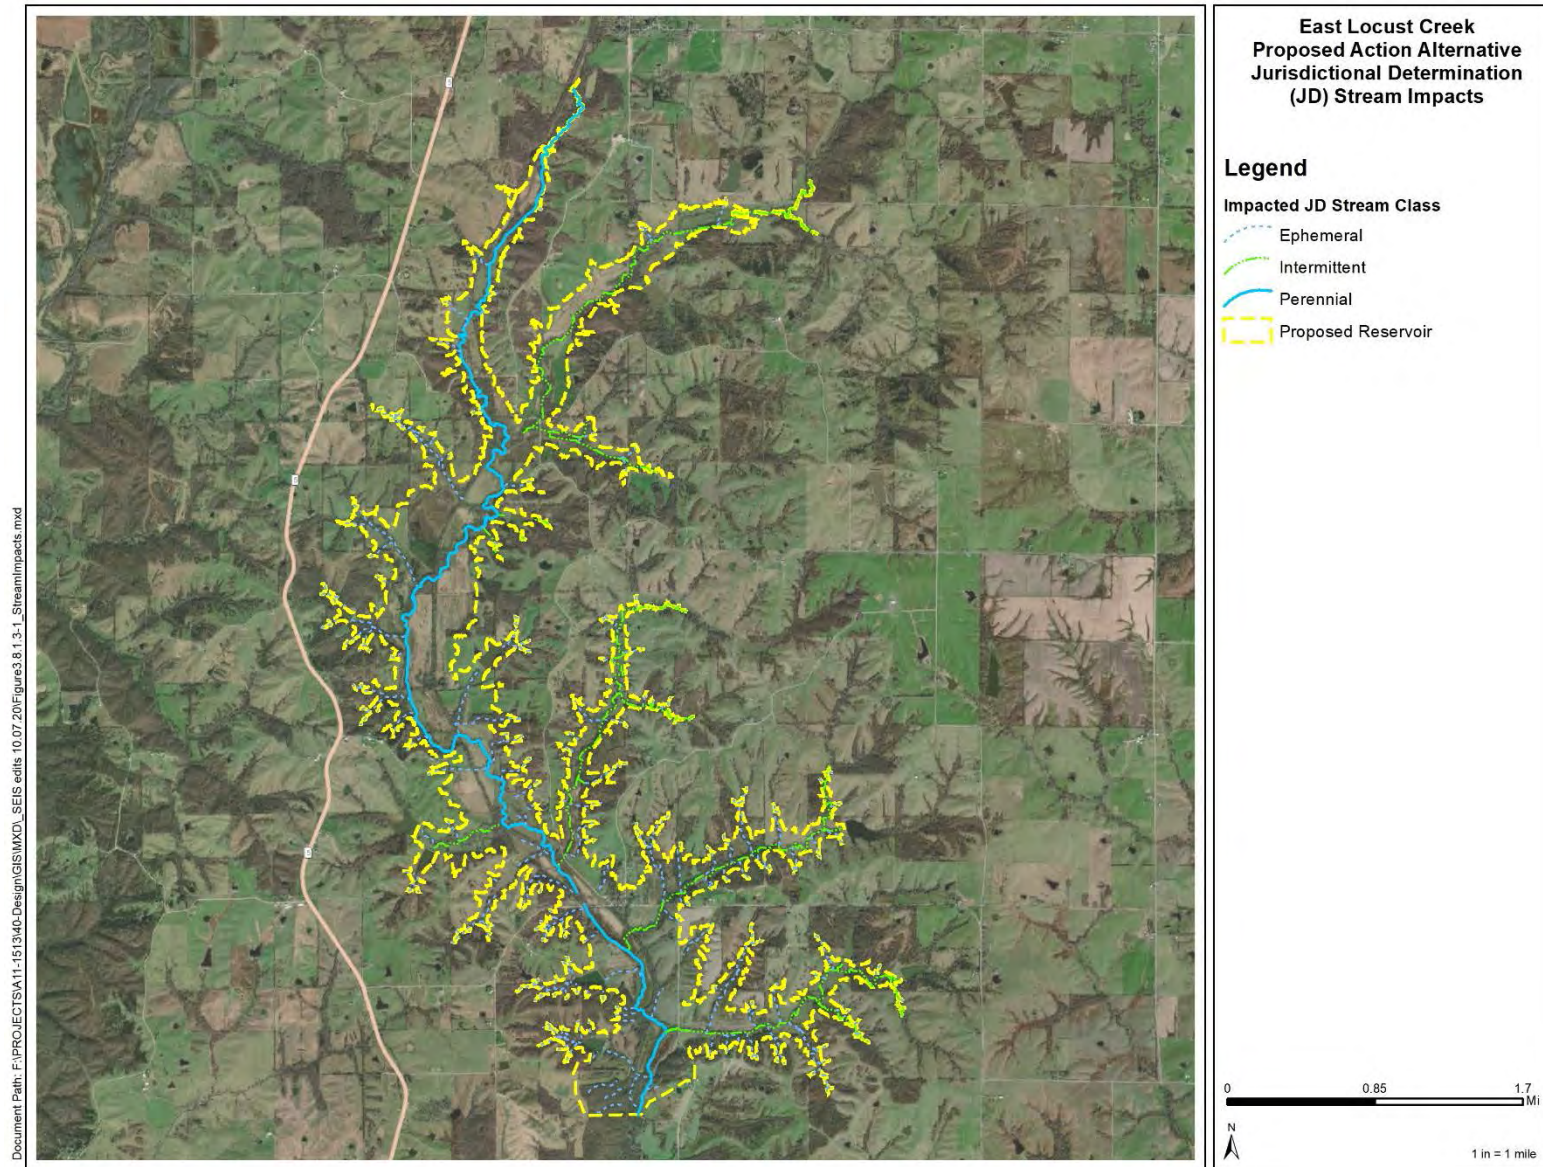 East Locust Creek
Proposed Action Alternative
Jurisdictional Determination
(JD) Stream Impacts
Legend
Impacted JD Stream Class
Ephemeral
Intermittent
Perennial
Proposed Reservoir
0 0.85 1.7
Mi
N
1 in = 1 mile
Document Path: F:\PROJECTS\A11-1513\40-Design\GIS\MXD\_SEIS edits 10.07.20\Figure3.8.1.3-1_StreamImpacts.mxd